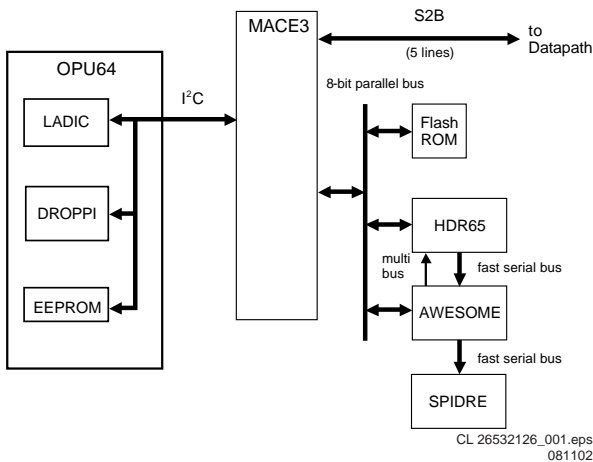 MACE3
S2B
(5 lines)
to
Datapath
OPU64
I²C
8-bit parallel bus
LADIC
Flash
ROM
DROPPI
HDR65
multi
bus
fast serial bus
EEPROM
AWESOME
fast serial bus
SPIDRE
CL 26532126_001.eps
081102